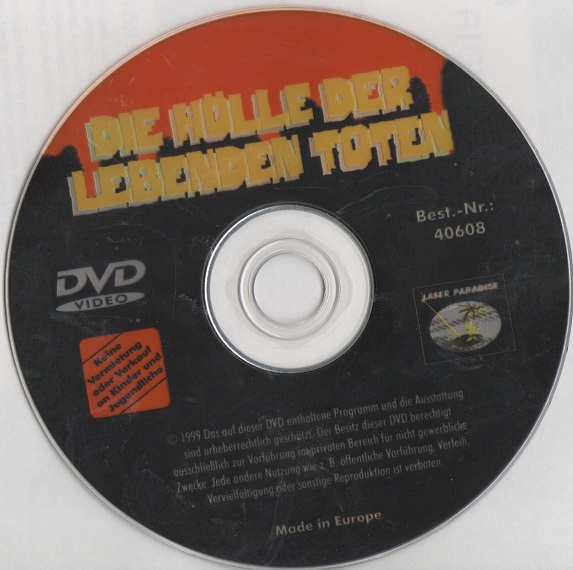 DIE HÖLLE DER
LEBENDEN TOTEN
Best.-Nr.:
40608
DVD
VIDEO
LASER PARADISE
Keine
Vermietung
oder Verkauf
an Kinder und
Jugendliche
© 1999 Das auf dieser DVD enthaltene Programm und die Ausstattung
sind urheberrechtlich geschützt. Der Besitz dieser DVD berechtigt
ausschließlich zur Vorführung im privaten Bereich für nicht gewerbliche
Zwecke. Jede andere Nutzung wie z. B. öffentliche Vorführung, Verleih,
Vervielfältigung oder sonstige Reproduktion ist verboten.
Made in Europe